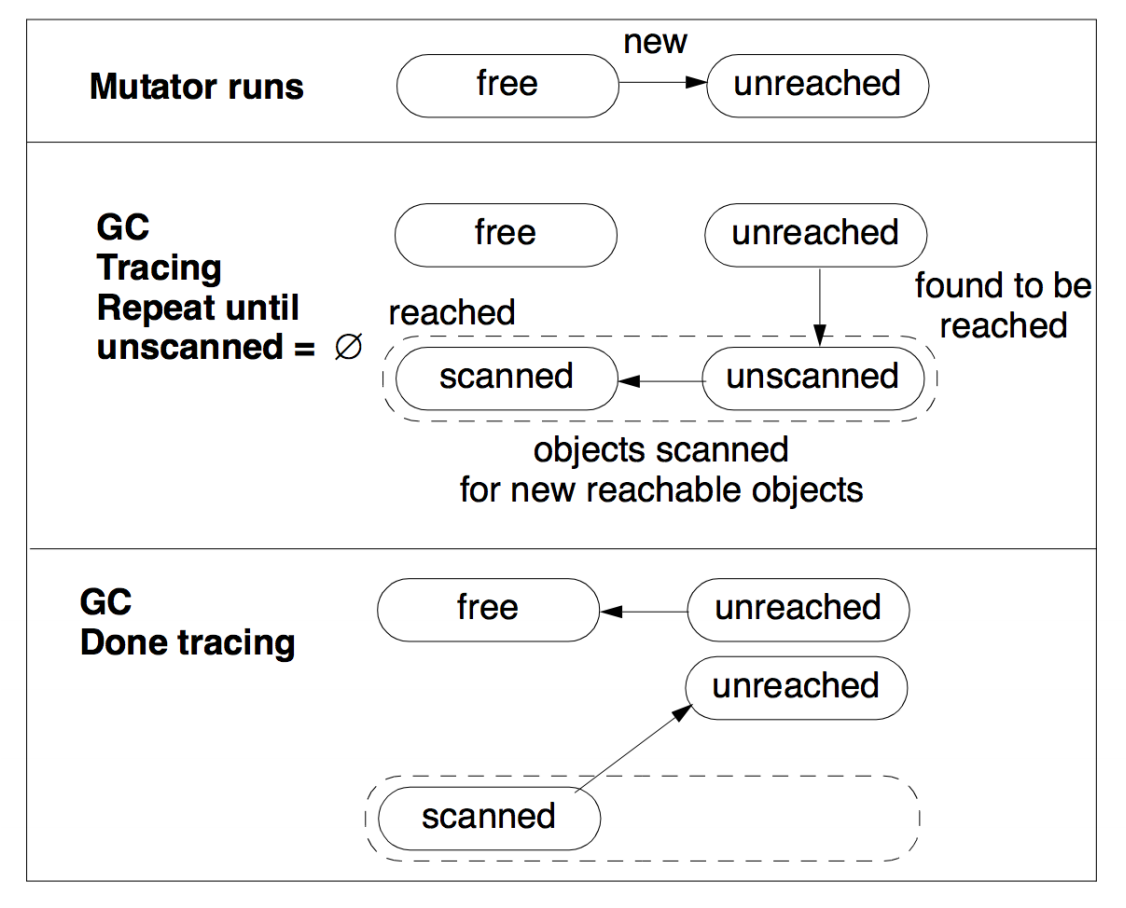 new
Mutator runs
free
unreached
GC
Tracing
Repeat until
unscanned = ∅
free
unreached
found to be
reached
reached
scanned
unscanned
objects scanned
for new reachable objects
GC
Done tracing
free
unreached
unreached
scanned